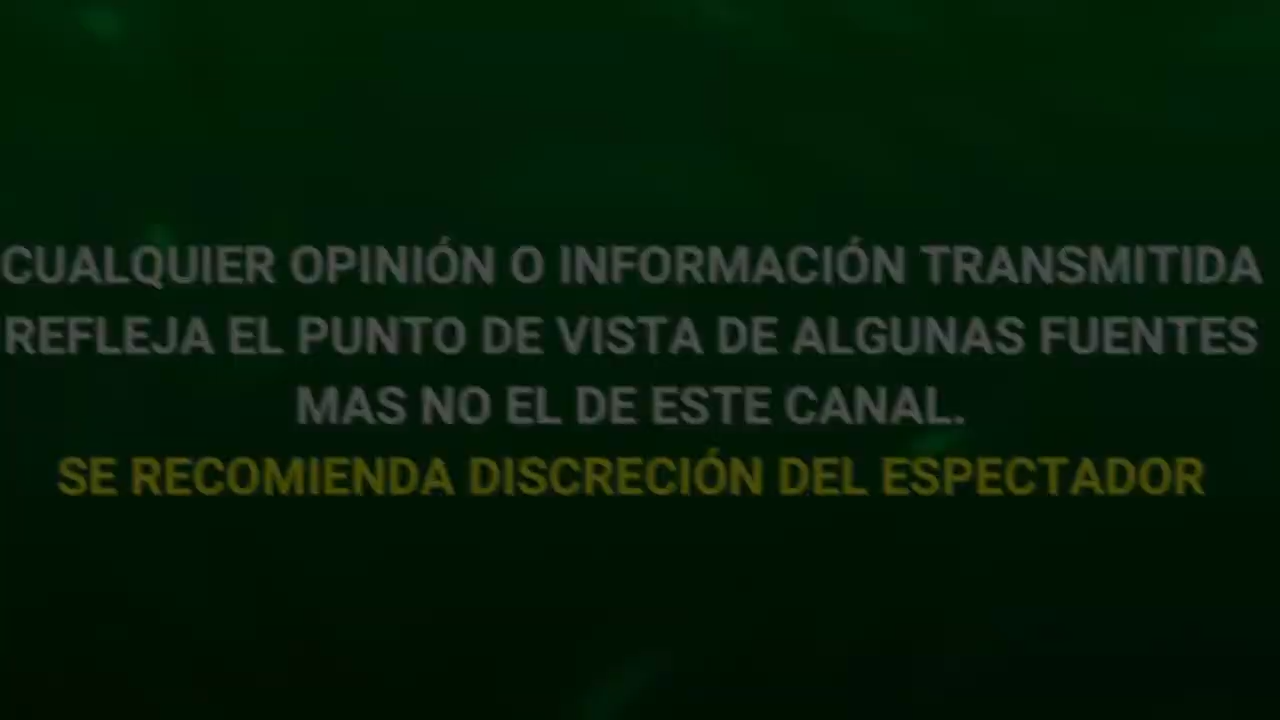 CUALQUIER OPINIÓN O INFORMACIÓN TRANSMITIDA
REFLEJA EL PUNTO DE VISTA DE ALGUNAS FUENTES
MAS NO EL DE ESTE CANAL.
SE RECOMIENDA DISCRECIÓN DEL ESPECTADOR